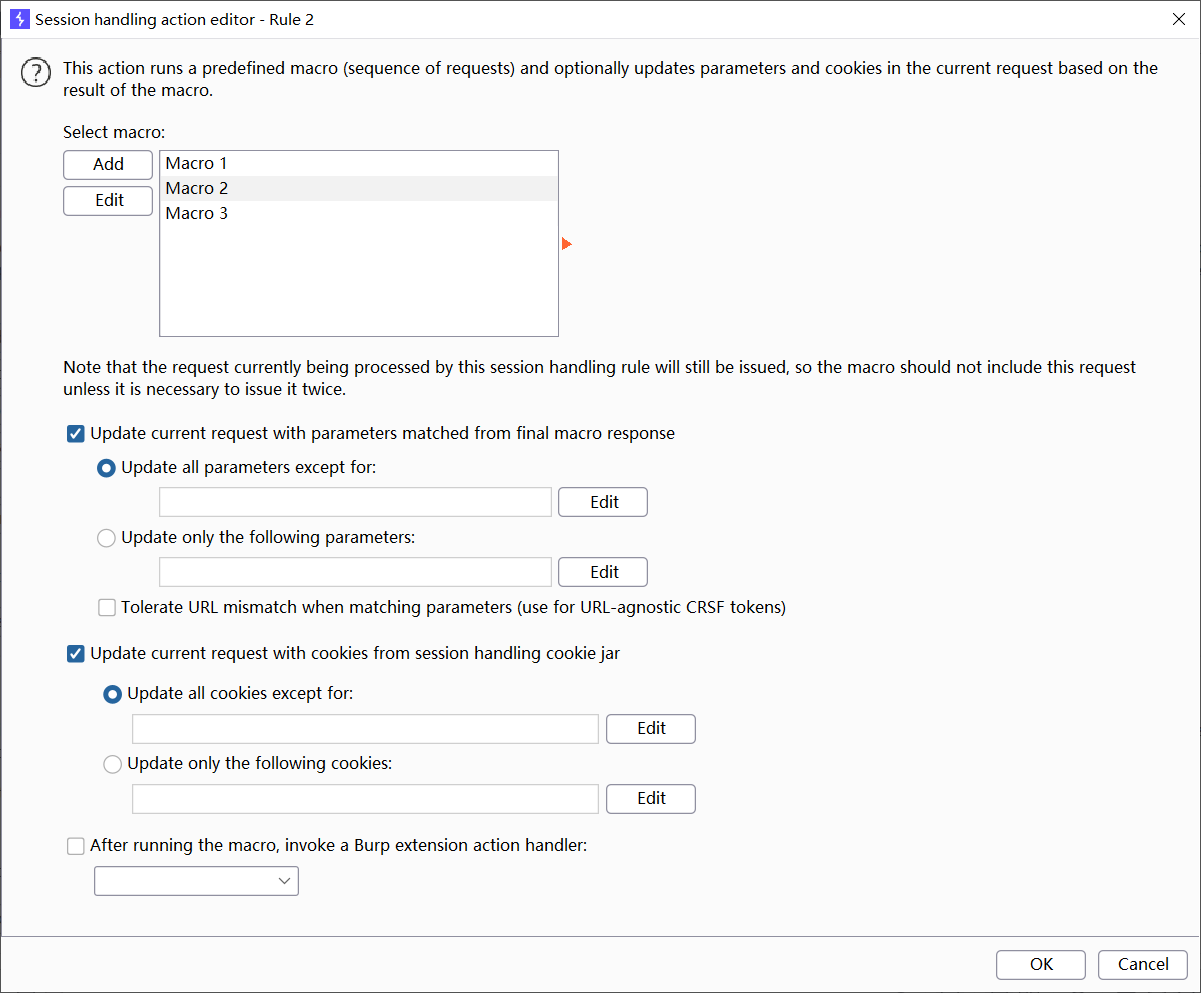 Session handling action editor - Rule 2
This action runs a predefined macro (sequence of requests) and optionally updates parameters and cookies in the current request based on the
result of the macro.
Select macro:
Add
Edit
Macro 1
Macro 2
Macro 3
Note that the request currently being processed by this session handling rule will still be issued, so the macro should not include this request
unless it is necessary to issue it twice.
Update current request with parameters matched from final macro response
Update all parameters except for:
Edit
Update only the following parameters:
Edit
Tolerate URL mismatch when matching parameters (use for URL-agnostic CRSF tokens)
Update current request with cookies from session handling cookie jar
Update all cookies except for:
Edit
Update only the following cookies:
Edit
After running the macro, invoke a Burp extension action handler:
OK
Cancel